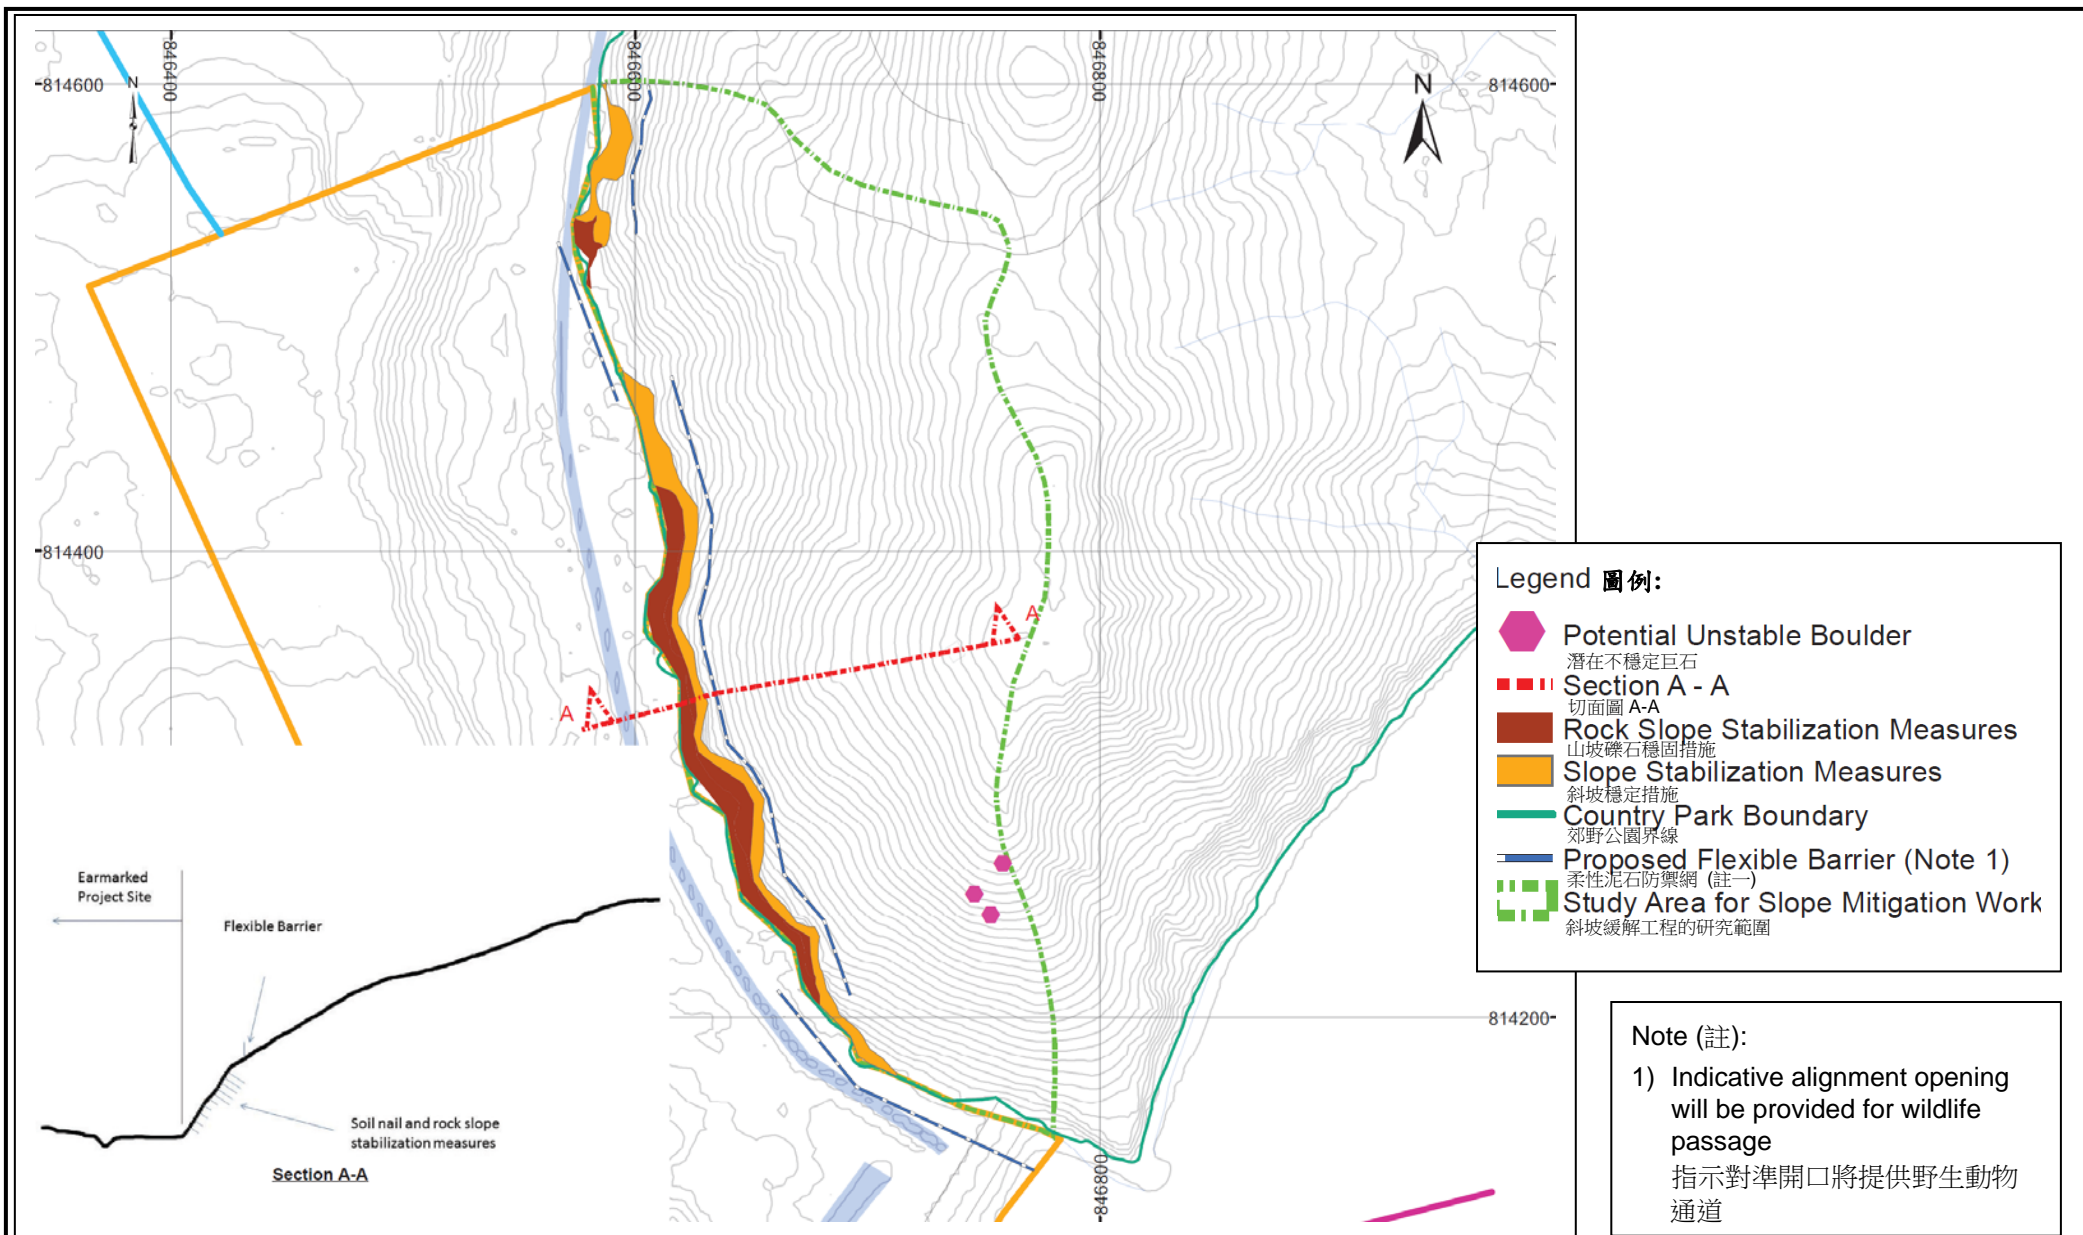 846400
846600
846800
814600
814600
N
N
814400
A
A
814200
846800
Earmarked
Project Site
Flexible Barrier
Soil nail and rock slope
stabilization measures
Section A-A
Legend 圖例:
Potential Unstable Boulder
潛在不穩定巨石
Section A - A
切面圖 A-A
Rock Slope Stabilization Measures
山坡礫石穩固措施
Slope Stabilization Measures
斜坡穩定措施
Country Park Boundary
郊野公園界線
Proposed Flexible Barrier (Note 1)
柔性泥石防禦網 (註一)
Study Area for Slope Mitigation Work
斜坡緩解工程的研究範圍
Note (註):
1) Indicative alignment opening
will be provided for wildlife
passage
指示對準開口將提供野生動物
通道